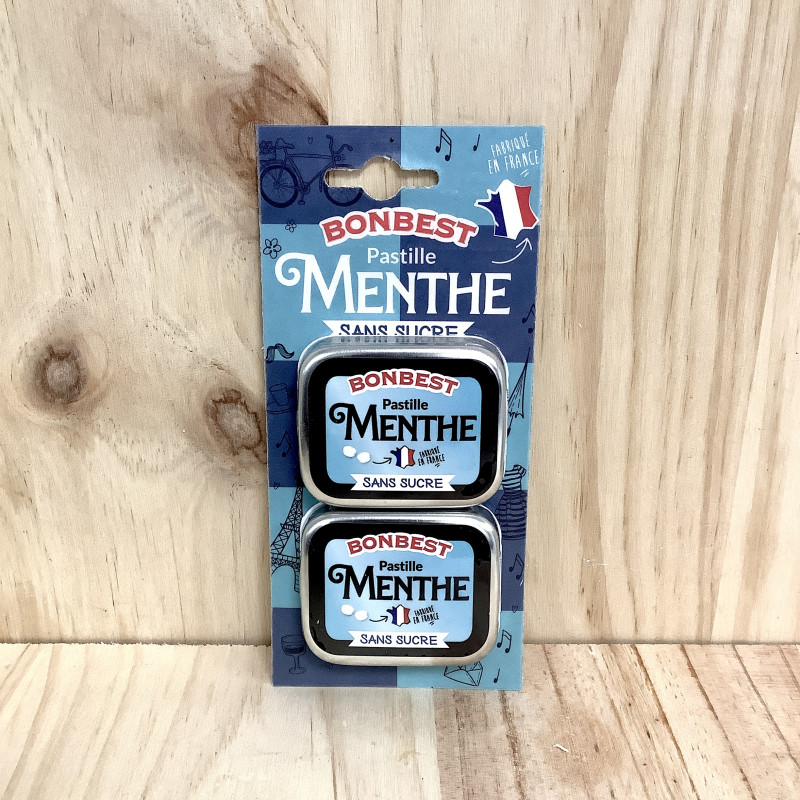 FABRIQUÉ
EN FRANCE
BONBEST
Pastille
MENTHE
SANS SUCRE
BONBEST
Pastille
MENTHE
FABRIQUÉ
EN FRANCE
SANS SUCRE
BONBEST
Pastille
MENTHE
FABRIQUÉ
EN FRANCE
SANS SUCRE